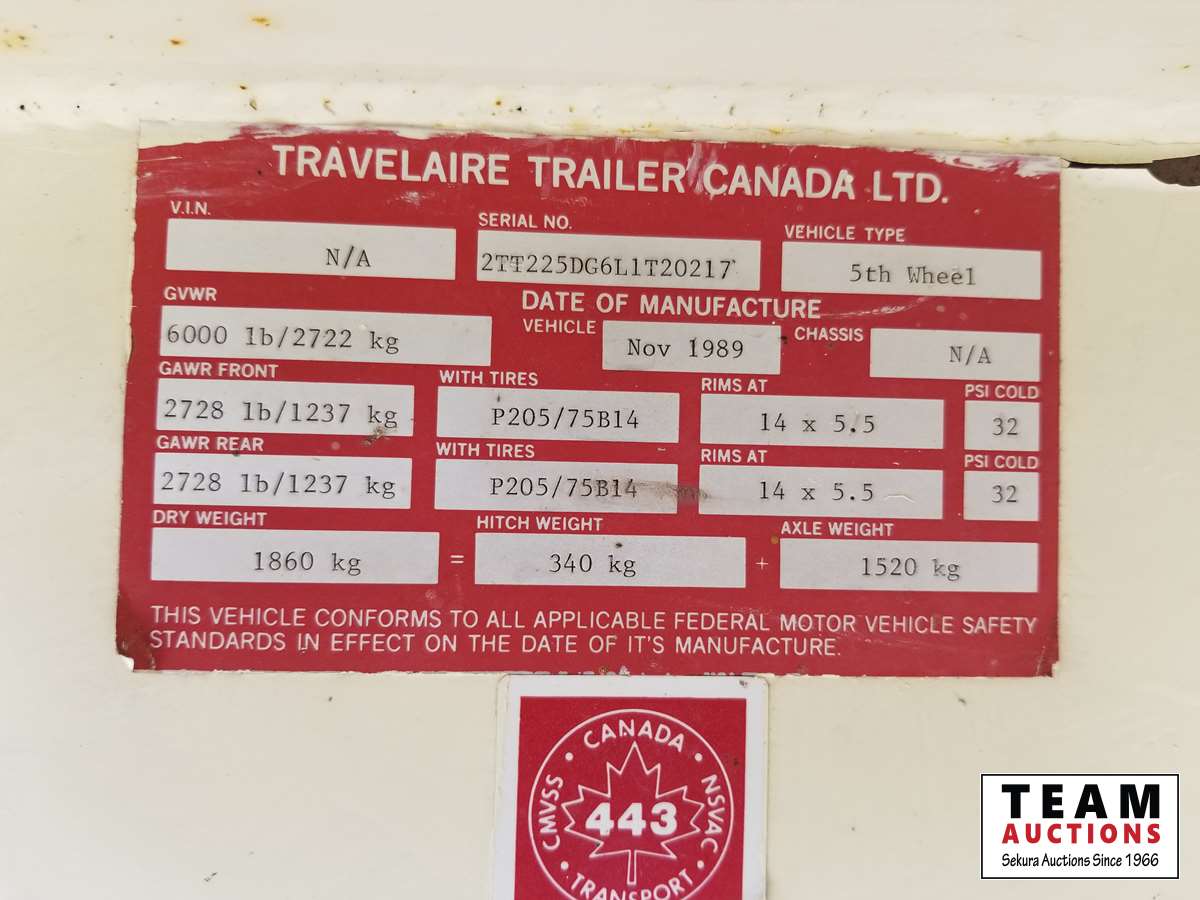 TRAVELAIRE TRAILER CANADA LTD.
V.I.N. SERIAL NO. VEHICLE TYPE
N/A 2TT225DG6L1T20217 5th Wheel
GVWR DATE OF MANUFACTURE
6000 lb/2722 kg VEHICLE Nov 1989 CHASSIS N/A
GAWR FRONT WITH TIRES RIMS AT PSI COLD
2728 lb/1237 kg P205/75B14 14 x 5.5 32
GAWR REAR WITH TIRES RIMS AT PSI COLD
2728 lb/1237 kg P205/75B14 14 x 5.5 32
DRY WEIGHT HITCH WEIGHT AXLE WEIGHT
1860 kg = 340 kg + 1520 kg
THIS VEHICLE CONFORMS TO ALL APPLICABLE FEDERAL MOTOR VEHICLE SAFETY
STANDARDS IN EFFECT ON THE DATE OF IT'S MANUFACTURE.
CANADA
CMVSS · NSVAC
443
TRANSPORT
TEAM
AUCTIONS
Sekura Auctions Since 1966